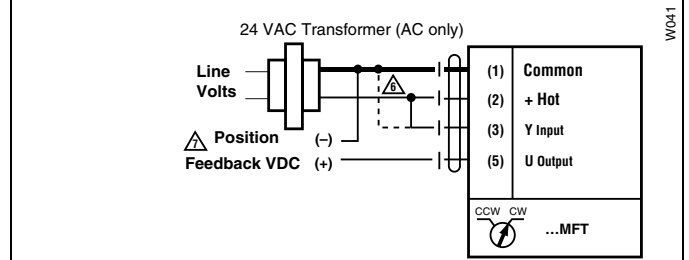 24 VAC Transformer (AC only)
W041
Line
Volts
(1) Common
6
(2) + Hot
(3) Y Input
7 Position (–)
Feedback VDC (+)
(5) U Output
CCW CW
...MFT